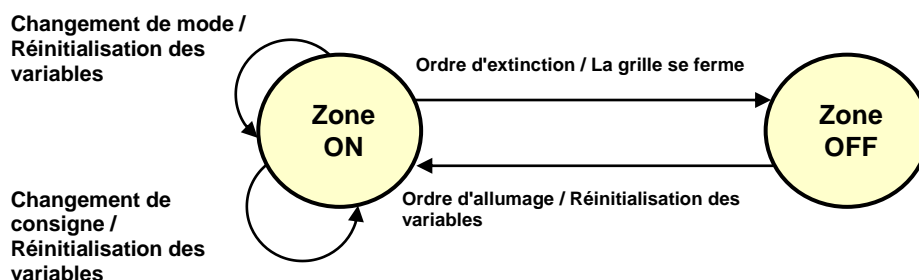 Changement de mode /
Réinitialisation des
variables
Ordre d'extinction / La grille se ferme
Zone
ON
Zone
OFF
Changement de
consigne /
Réinitialisation des
variables
Ordre d'allumage / Réinitialisation des
variables